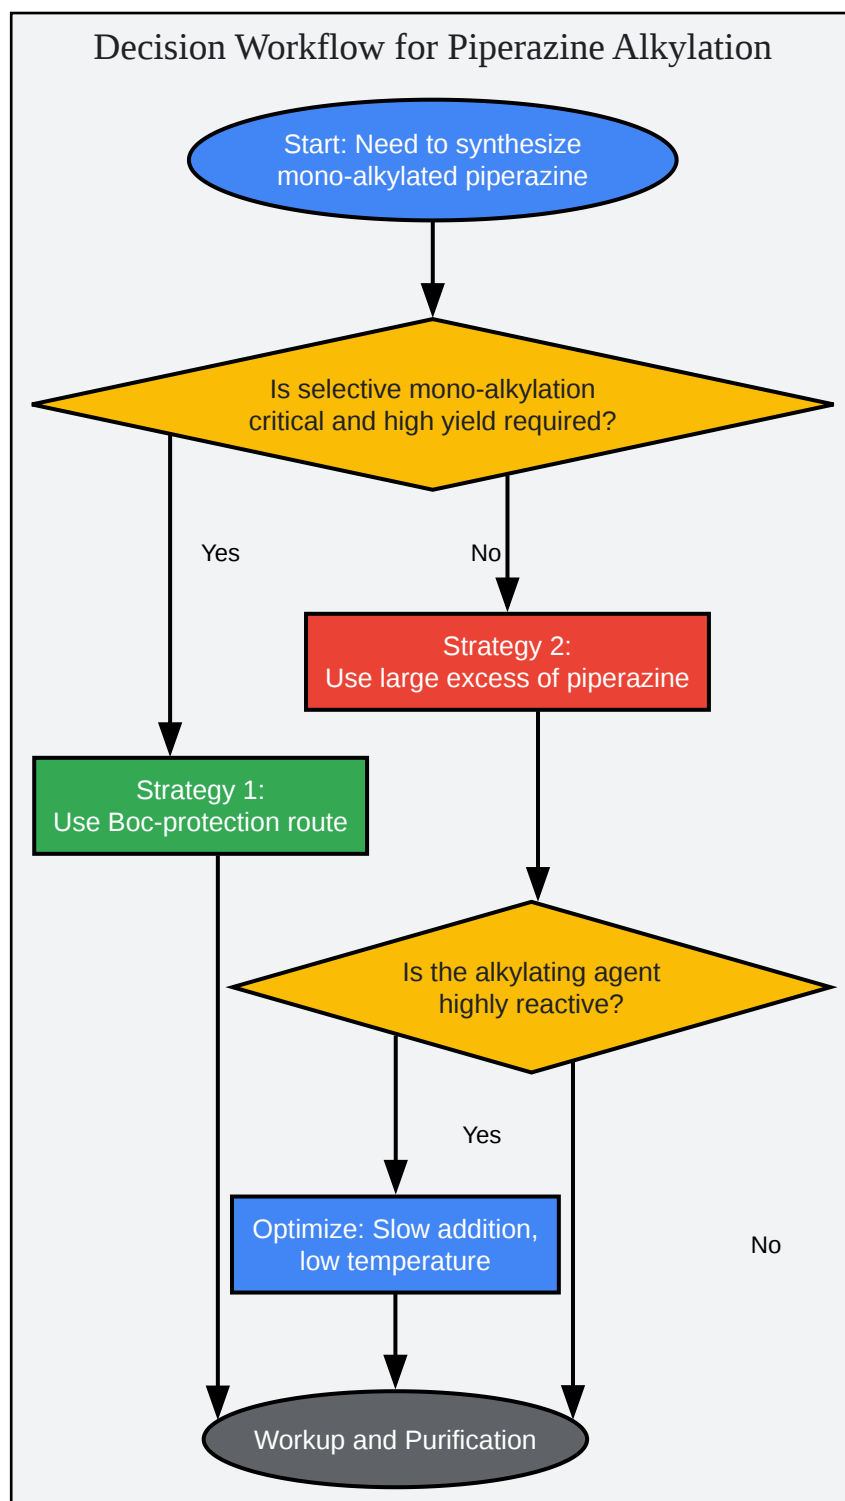 Decision Workflow for Piperazine Alkylation
Start: Need to synthesize
mono-alkylated piperazine
Is selective mono-alkylation
critical and high yield required?
Yes
No
Strategy 2:
Use large excess of piperazine
Strategy 1:
Use Boc-protection route
Is the alkylating agent
highly reactive?
Yes
Optimize: Slow addition,
low temperature
No
Workup and Purification